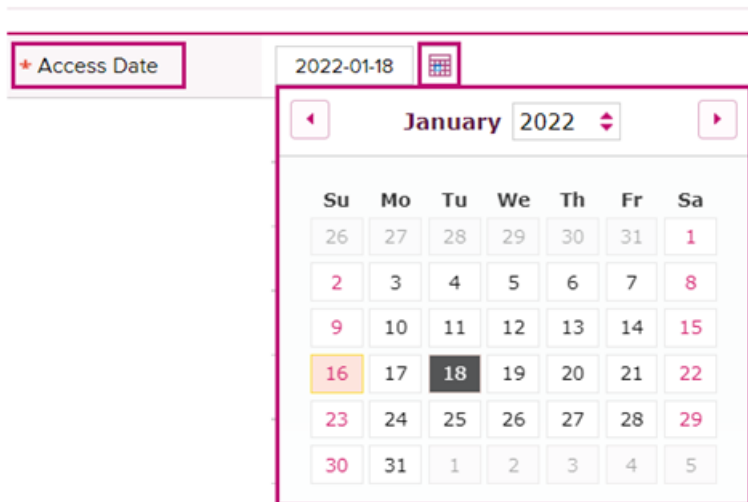 * Access Date 2022-01-18
January 2022
Su Mo Tu We Th Fr Sa
26 27 28 29 30 31 1
2 3 4 5 6 7 8
9 10 11 12 13 14 15
16 17 18 19 20 21 22
23 24 25 26 27 28 29
30 31 1 2 3 4 5